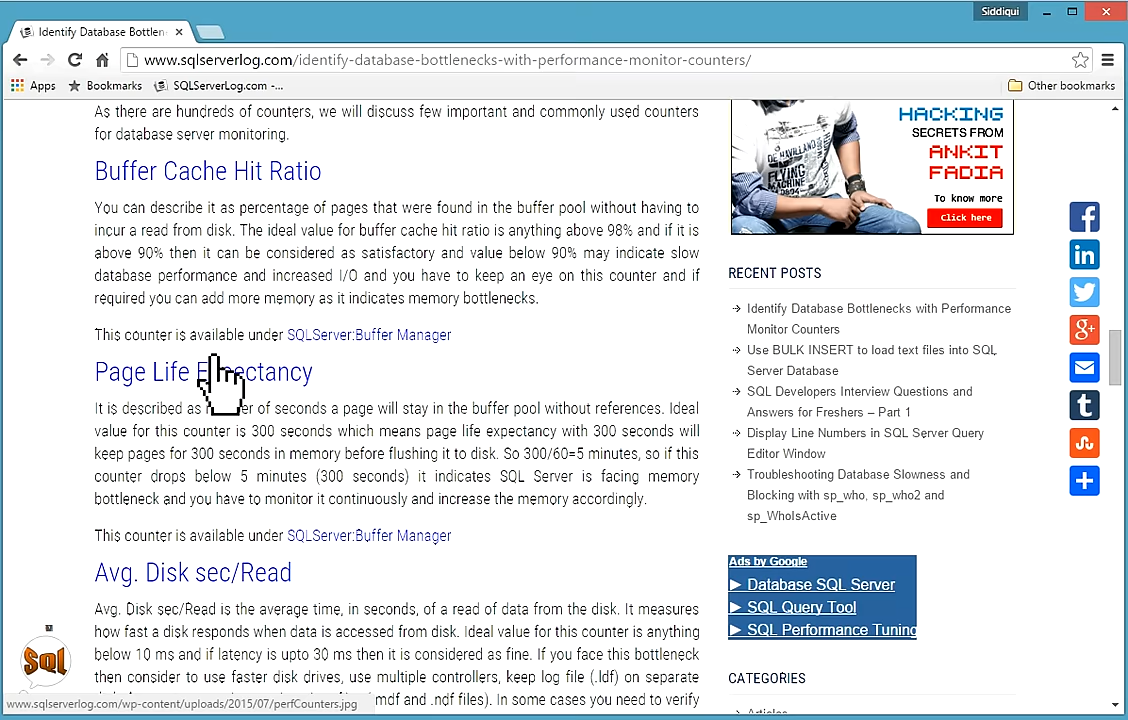 Siddiqui
Identify Database Bottlen
www.sqlserverlog.com/identify-database-bottlenecks-with-performance-monitor-counters/
Apps Bookmarks SQLServerLog.com -... Other bookmarks
As there are hundreds of counters, we will discuss few important and commonly used counters
for database server monitoring.
Buffer Cache Hit Ratio
You can describe it as percentage of pages that were found in the buffer pool without having to
incur a read from disk. The ideal value for buffer cache hit ratio is anything above 98% and if it is
above 90% then it can be considered as satisfactory and value below 90% may indicate slow
database performance and increased I/O and you have to keep an eye on this counter and if
required you can add more memory as it indicates memory bottlenecks.
This counter is available under SQLServer:Buffer Manager
Page Life Expectancy
It is described as number of seconds a page will stay in the buffer pool without references. Ideal
value for this counter is 300 seconds which means page life expectancy with 300 seconds will
keep pages for 300 seconds in memory before flushing it to disk. So 300/60=5 minutes, so if this
counter drops below 5 minutes (300 seconds) it indicates SQL Server is facing memory
bottleneck and you have to monitor it continuously and increase the memory accordingly.
This counter is available under SQLServer:Buffer Manager
Avg. Disk sec/Read
Avg. Disk sec/Read is the average time, in seconds, of a read of data from the disk. It measures
how fast a disk responds when data is accessed from disk. Ideal value for this counter is anything
below 10 ms and if latency is upto 30 ms then it is considered as fine. If you face this bottleneck
then consider to use faster disk drives, use multiple controllers, keep log file (.ldf) on separate
mdf and .ndf files). In some cases you need to verify
Sql
www.sqlserverlog.com/wp-content/uploads/2015/07/perfCounters.jpg
DE HAVILLAND
FLYING
MACHINE
HACKING
SECRETS FROM
ANKIT
FADIA
To know more
Click here
RECENT POSTS
Identify Database Bottlenecks with Performance
Monitor Counters
Use BULK INSERT to load text files into SQL
Server Database
SQL Developers Interview Questions and
Answers for Freshers – Part 1
Display Line Numbers in SQL Server Query
Editor Window
Troubleshooting Database Slowness and
Blocking with sp_who, sp_who2 and
sp_WhoIsActive
Ads by Google
Database SQL Server
SQL Query Tool
SQL Performance Tuning
CATEGORIES
Articles